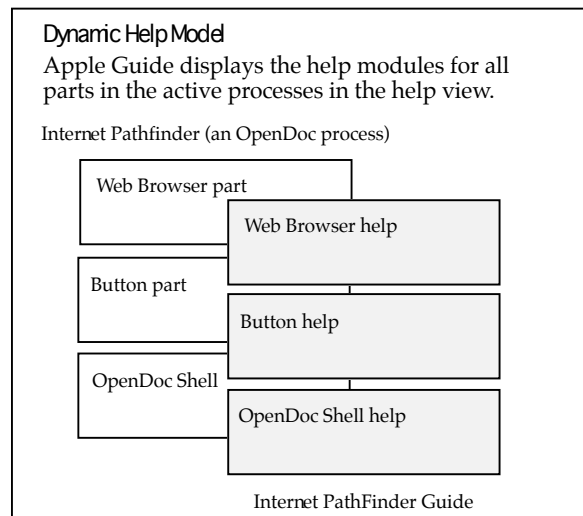 Dynamic Help Model
Apple Guide displays the help modules for all
parts in the active processes in the help view.
Internet Pathfinder (an OpenDoc process)
Web Browser part
Web Browser help
Button part
Button help
OpenDoc Shell
OpenDoc Shell help
Internet PathFinder Guide